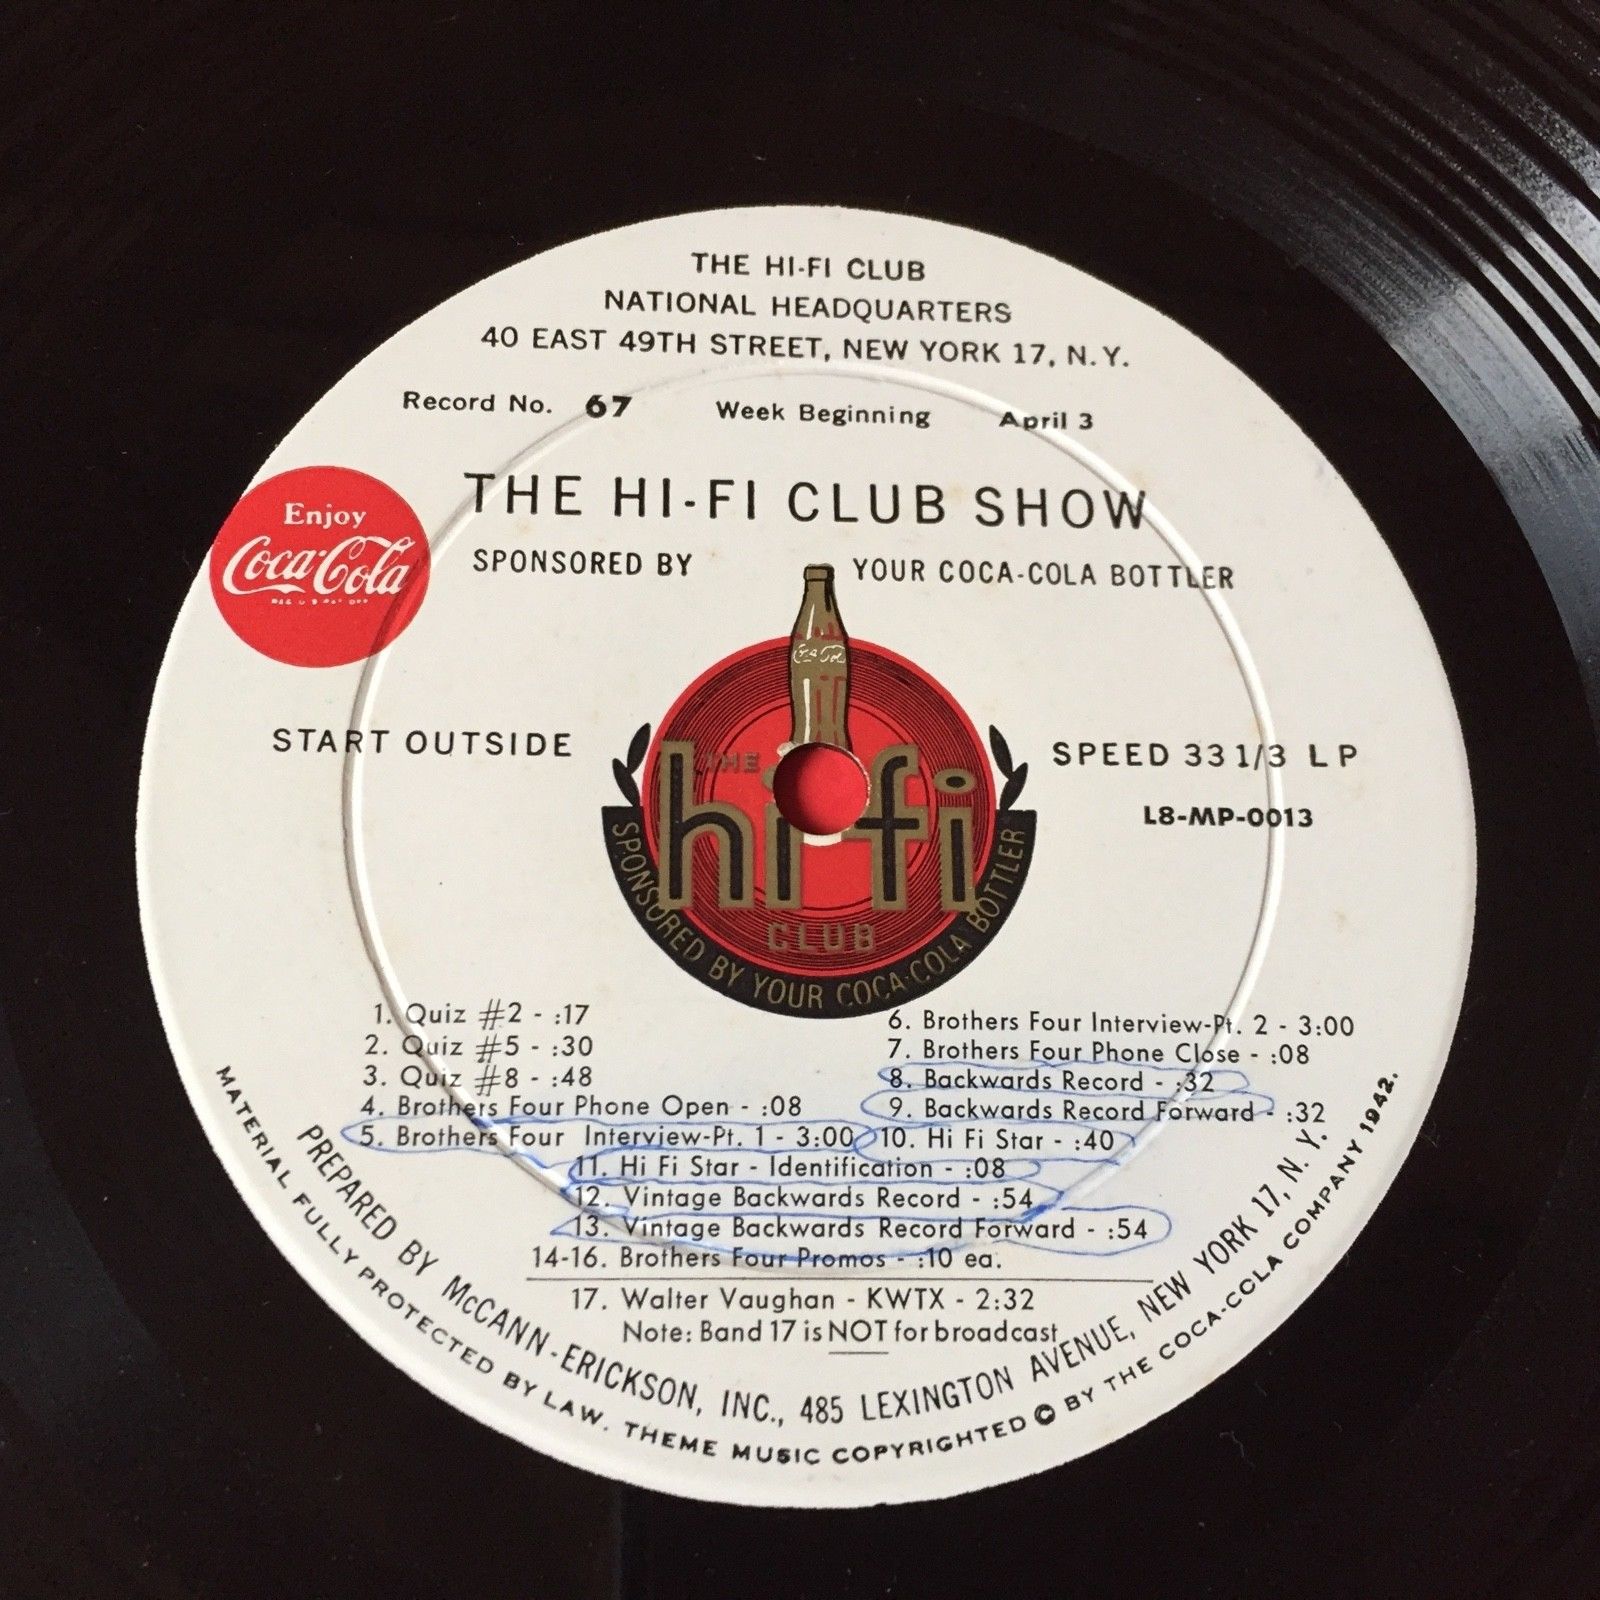 THE HI-FI CLUB
NATIONAL HEADQUARTERS
40 EAST 49TH STREET, NEW YORK 17, N.Y.
Record No. 67 Week Beginning April 3
THE HI-FI CLUB SHOW
Enjoy
Coca-Cola
SPONSORED BY YOUR COCA-COLA BOTTLER
START OUTSIDE
SPEED 33 1/3 LP
L8-MP-0013
THE
hi fi
CLUB
SPONSORED BY YOUR COCA-COLA BOTTLER
1. Quiz #2 - :17
2. Quiz #5 - :30
3. Quiz #8 - :48
4. Brothers Four Phone Open - :08
5. Brothers Four Interview-Pt. 1 - 3:00
6. Brothers Four Interview-Pt. 2 - 3:00
7. Brothers Four Phone Close - :08
8. Backwards Record - :32
9. Backwards Record Forward - :32
10. Hi Fi Star - :40
11. Hi Fi Star - Identification - :08
12. Vintage Backwards Record - :54
13. Vintage Backwards Record Forward - :54
14-16. Brothers Four Promos - :10 ea.
17. Walter Vaughan - KWTX - 2:32
Note: Band 17 is NOT for broadcast
PREPARED BY McCANN-ERICKSON, INC., 485 LEXINGTON AVENUE, NEW YORK 17, N. Y.
MATERIAL FULLY PROTECTED BY LAW. THEME MUSIC COPYRIGHTED © BY THE COCA-COLA COMPANY 1942.